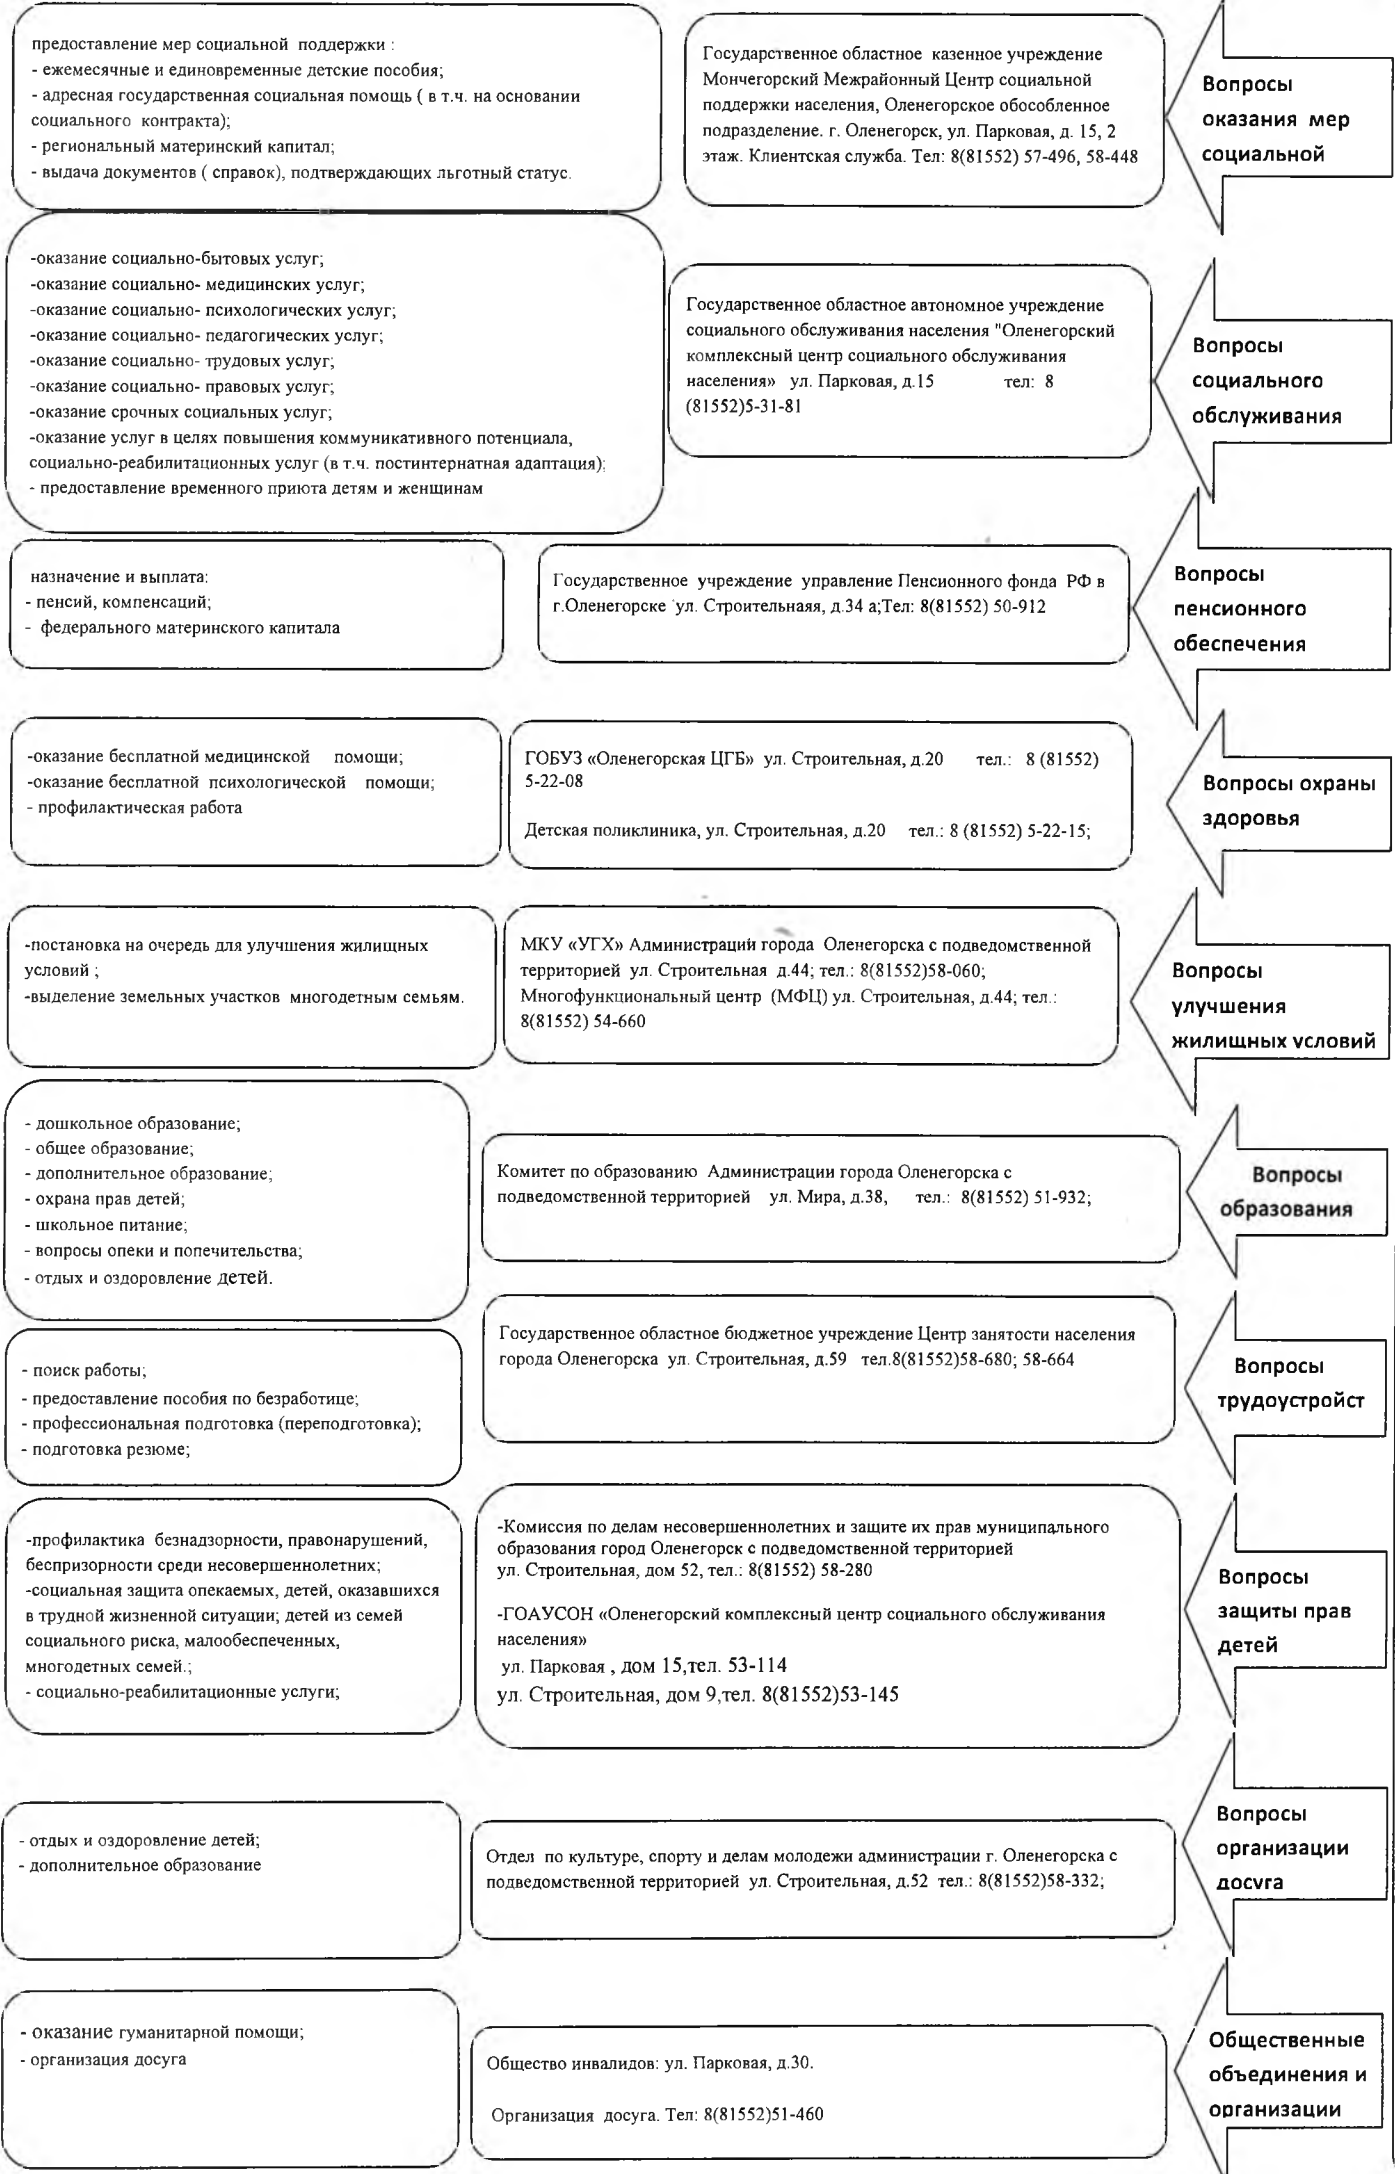 предоставление мер социальной поддержки :
- ежемесячные и единовременные детские пособия;
- адресная государственная социальная помощь ( в т.ч. на основании
социального контракта);
- региональный материнский капитал;
- выдача документов ( справок), подтверждающих льготный статус.
Государственное областное казенное учреждение
Мончегорский Межрайонный Центр социальной
поддержки населения, Оленегорское обособленное
подразделение. г. Оленегорск, ул. Парковая, д. 15, 2
этаж. Клиентская служба. Тел: 8(81552) 57-496, 58-448
Вопросы
оказания мер
социальной
-оказание социально-бытовых услуг;
-оказание социально- медицинских услуг;
-оказание социально- психологических услуг;
-оказание социально- педагогических услуг;
-оказание социально- трудовых услуг;
-оказание социально- правовых услуг;
-оказание срочных социальных услуг;
-оказание услуг в целях повышения коммуникативного потенциала,
социально-реабилитационных услуг (в т.ч. постинтернатная адаптация);
- предоставление временного приюта детям и женщинам
Государственное областное автономное учреждение
социального обслуживания населения "Оленегорский
комплексный центр социального обслуживания
населения» ул. Парковая, д.15 тел: 8
(81552)5-31-81
Вопросы
социального
обслуживания
назначение и выплата:
- пенсий, компенсаций;
- федерального материнского капитала
Государственное учреждение управление Пенсионного фонда РФ в
г.Оленегорске ул. Строительнаяя, д.34 а;Тел: 8(81552) 50-912
Вопросы
пенсионного
обеспечения
-оказание бесплатной медицинской помощи;
-оказание бесплатной психологической помощи;
- профилактическая работа
ГОБУЗ «Оленегорская ЦГБ» ул. Строительная, д.20 тел.: 8 (81552)
5-22-08
Детская поликлиника, ул. Строительная, д.20 тел.: 8 (81552) 5-22-15;
Вопросы охраны
здоровья
-постановка на очередь для улучшения жилищных
условий ;
-выделение земельных участков многодетным семьям.
МКУ «УГХ» Администраций города Оленегорска с подведомственной
территорией ул. Строительная д.44; тел.: 8(81552)58-060;
Многофункциональный центр (МФЦ) ул. Строительная, д.44; тел.:
8(81552) 54-660
Вопросы
улучшения
жилищных условий
- дошкольное образование;
- общее образование;
- дополнительное образование;
- охрана прав детей;
- школьное питание;
- вопросы опеки и попечительства;
- отдых и оздоровление детей.
Комитет по образованию Администрации города Оленегорска с
подведомственной территорией ул. Мира, д.38, тел.: 8(81552) 51-932;
Вопросы
образования
- поиск работы;
- предоставление пособия по безработице;
- профессиональная подготовка (переподготовка);
- подготовка резюме;
Государственное областное бюджетное учреждение Центр занятости населения
города Оленегорска ул. Строительная, д.59 тел.8(81552)58-680; 58-664
Вопросы
трудоустройст
-профилактика безнадзорности, правонарушений,
беспризорности среди несовершеннолетних;
-социальная защита опекаемых, детей, оказавшихся
в трудной жизненной ситуации; детей из семей
социального риска, малообеспеченных,
многодетных семей.;
- социально-реабилитационные услуги;
-Комиссия по делам несовершеннолетних и защите их прав муниципального
образования город Оленегорск с подведомственной территорией
ул. Строительная, дом 52, тел.: 8(81552) 58-280
-ГОАУСОН «Оленегорский комплексный центр социального обслуживания
населения»
ул. Парковая , дом 15,тел. 53-114
ул. Строительная, дом 9,тел. 8(81552)53-145
Вопросы
защиты прав
детей
- отдых и оздоровление детей;
- дополнительное образование
Отдел по культуре, спорту и делам молодежи администрации г. Оленегорска с
подведомственной территорией ул. Строительная, д.52 тел.: 8(81552)58-332;
Вопросы
организации
досуга
- оказание гуманитарной помощи;
- организация досуга
Общество инвалидов: ул. Парковая, д.30.
Организация досуга. Тел: 8(81552)51-460
Общественные
объединения и
организации